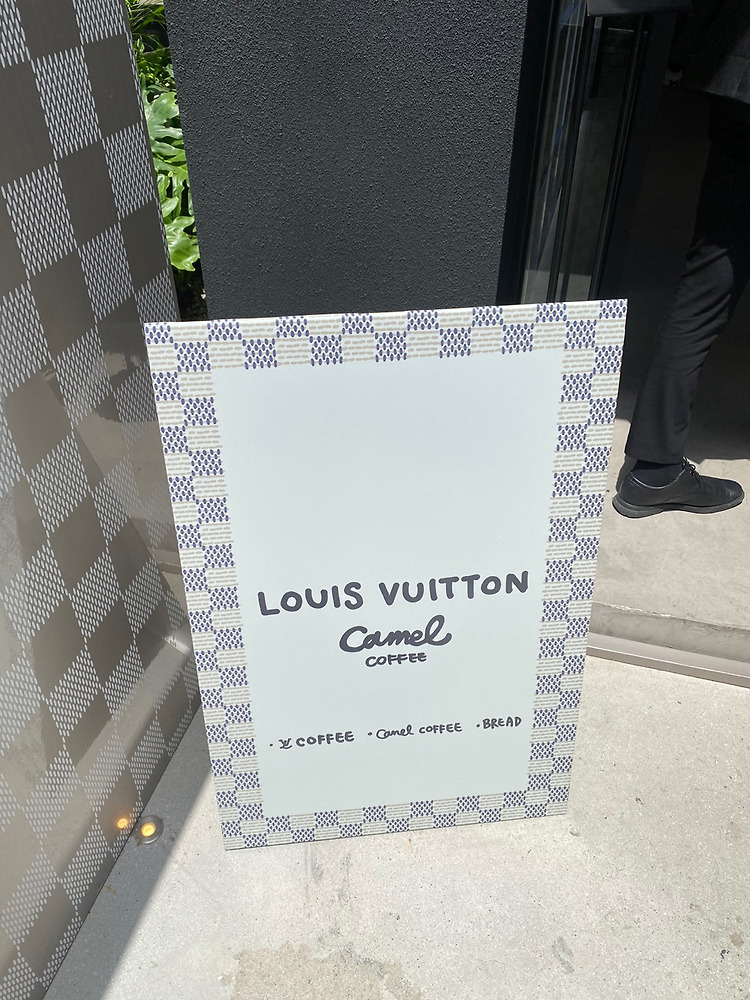 LOUIS VUITTON
Camel
COFFEE
· LV COFFEE · Camel COFFEE · BREAD